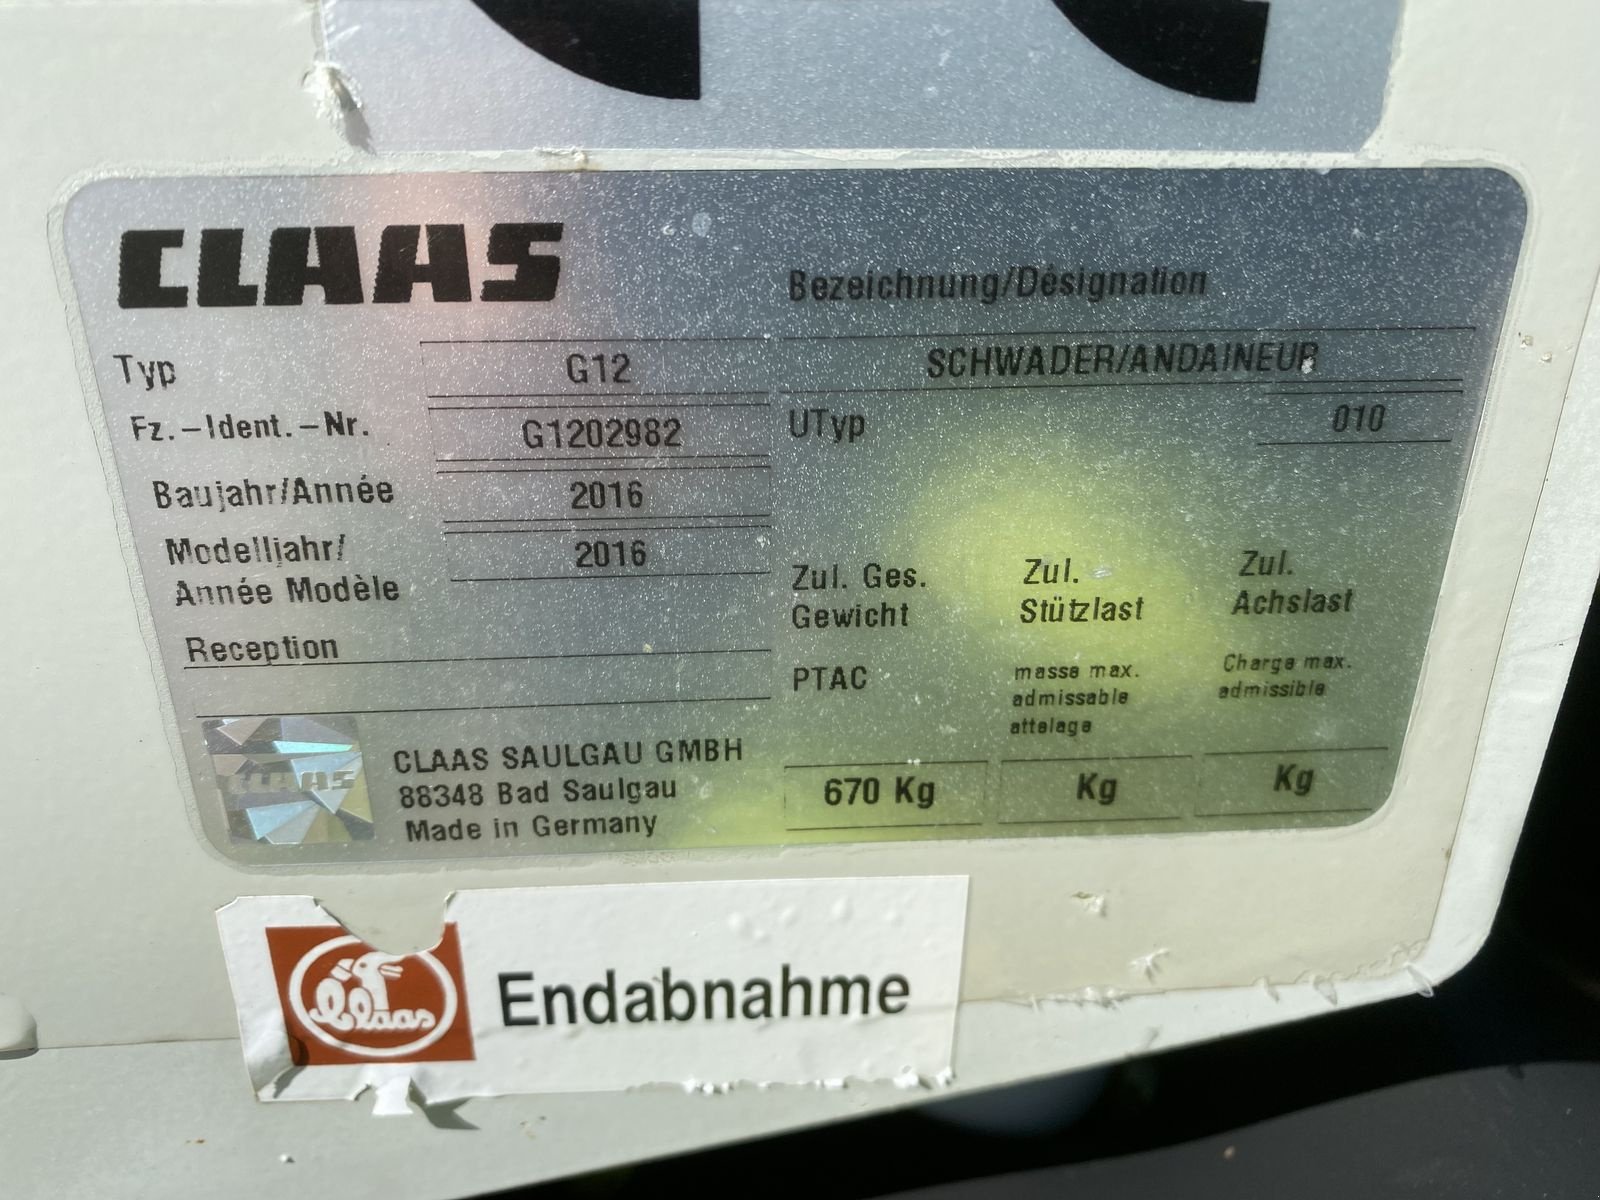 CLAAS
Bezeichnung/Désignation
Typ G12 SCHWADER/ANDAINEUR
Fz.-Ident.-Nr. G1202982 UTyp 010
Baujahr/Année 2016
Modelljahr/
Année Modèle 2016
Reception
Zul. Ges.
Gewicht
PTAC
Zul.
Stützlast
masse max.
admissable
attelage
Zul.
Achslast
Charge max.
admissible
670 Kg Kg Kg
CLAAS
CLAAS SAULGAU GMBH
88348 Bad Saulgau
Made in Germany
Claas
Endabnahme